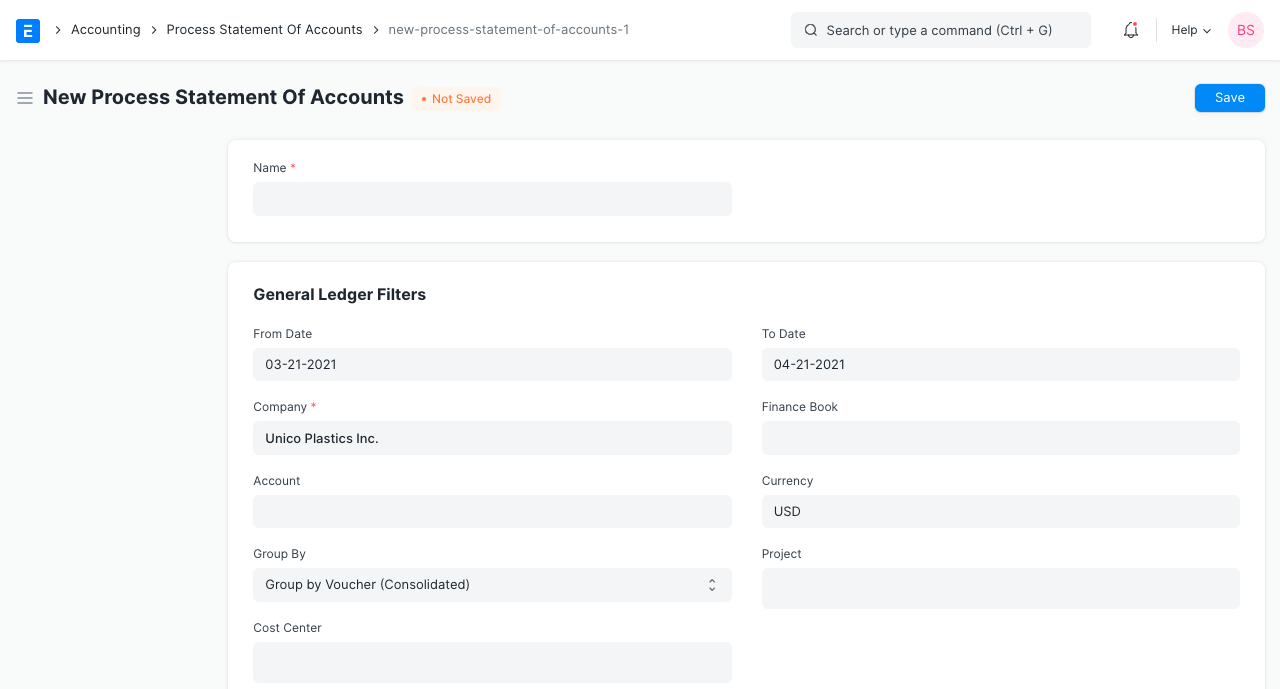 Accounting
Process Statement Of Accounts
new-process-statement-of-accounts-1
Search or type a command (Ctrl + G)
Help
BS
New Process Statement Of Accounts
Not Saved
Save
Name *
General Ledger Filters
From Date
To Date
03-21-2021
04-21-2021
Company *
Finance Book
Unico Plastics Inc.
Account
Currency
USD
Group By
Project
Group by Voucher (Consolidated)
Cost Center